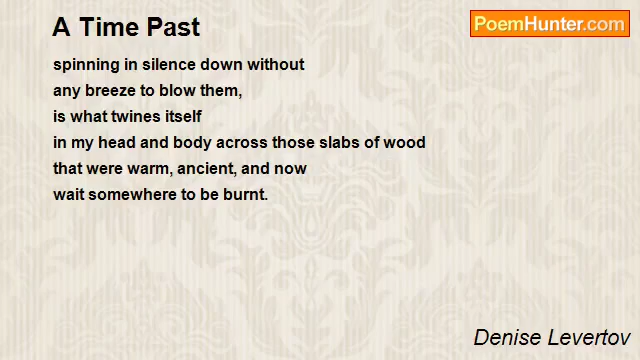 A Time Past
PoemHunter.com
spinning in silence down without
any breeze to blow them,
is what twines itself
in my head and body across those slabs of wood
that were warm, ancient, and now
wait somewhere to be burnt.
Denise Levertov